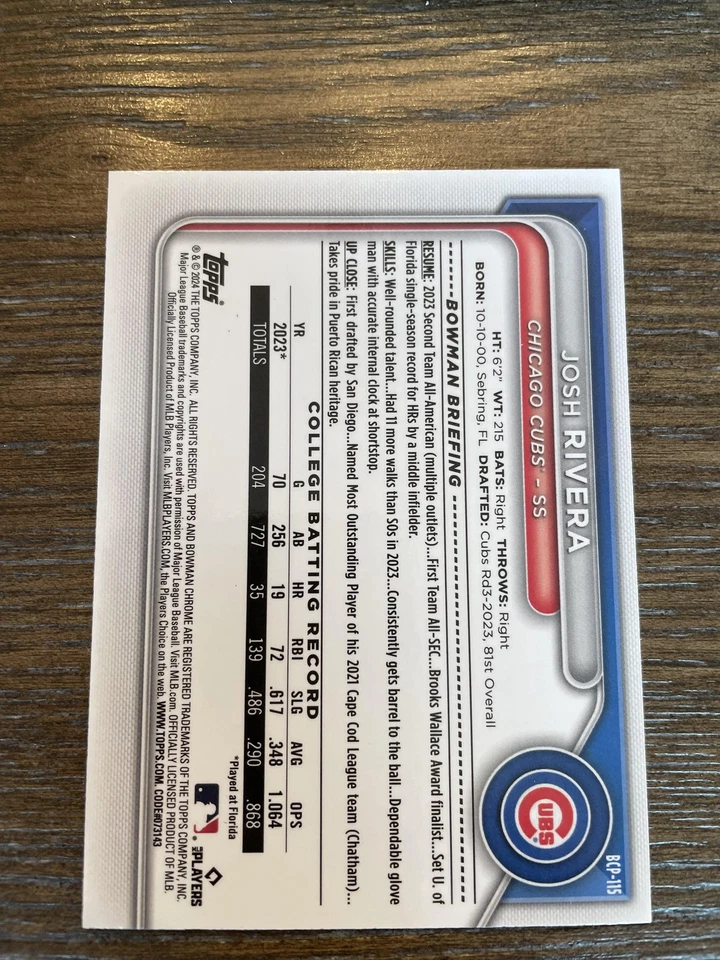 BCP-115
JOSH RIVERA
CHICAGO CUBS® – SS
CUBS
HT: 6'2" WT: 215 BATS: Right THROWS: Right
BORN: 10-10-00, Sebring, FL DRAFTED: Cubs Rd3-2023, 81st Overall
BOWMAN BRIEFING
RESUME: 2023 Second Team All-American (multiple outlets)...First Team All-SEC...Brooks Wallace Award finalist...Set U. of
Florida single-season record for HRs by a middle infielder.
SKILLS: Well-rounded talent...Had 11 more walks than SOs in 2023...Consistently gets barrel to the ball...Dependable glove
man with accurate internal clock at shortstop.
UP CLOSE: First drafted by San Diego...Named Most Outstanding Player of his 2021 Cape Cod League team (Chatham)...
Takes pride in Puerto Rican heritage.
COLLEGE BATTING RECORD
YR G AB HR RBI SLG AVG OPS
2023* 70 256 19 72 .617 .348 1.064
TOTALS 204 727 35 139 .486 .290 .868
*Played at Florida
topps
MLB PLAYERS
® & © 2024 THE TOPPS COMPANY, INC. ALL RIGHTS RESERVED. TOPPS AND BOWMAN CHROME ARE REGISTERED TRADEMARKS OF THE TOPPS COMPANY, INC.
Major League Baseball trademarks and copyrights are used with permission of Major League Baseball. Visit MLB.com. OFFICIALLY LICENSED PRODUCT OF MLB.
Officially Licensed Product of MLB Players, Inc. Visit MLBPLAYERS.COM, the Players Choice on the web. WWW.TOPPS.COM. CODE#073143